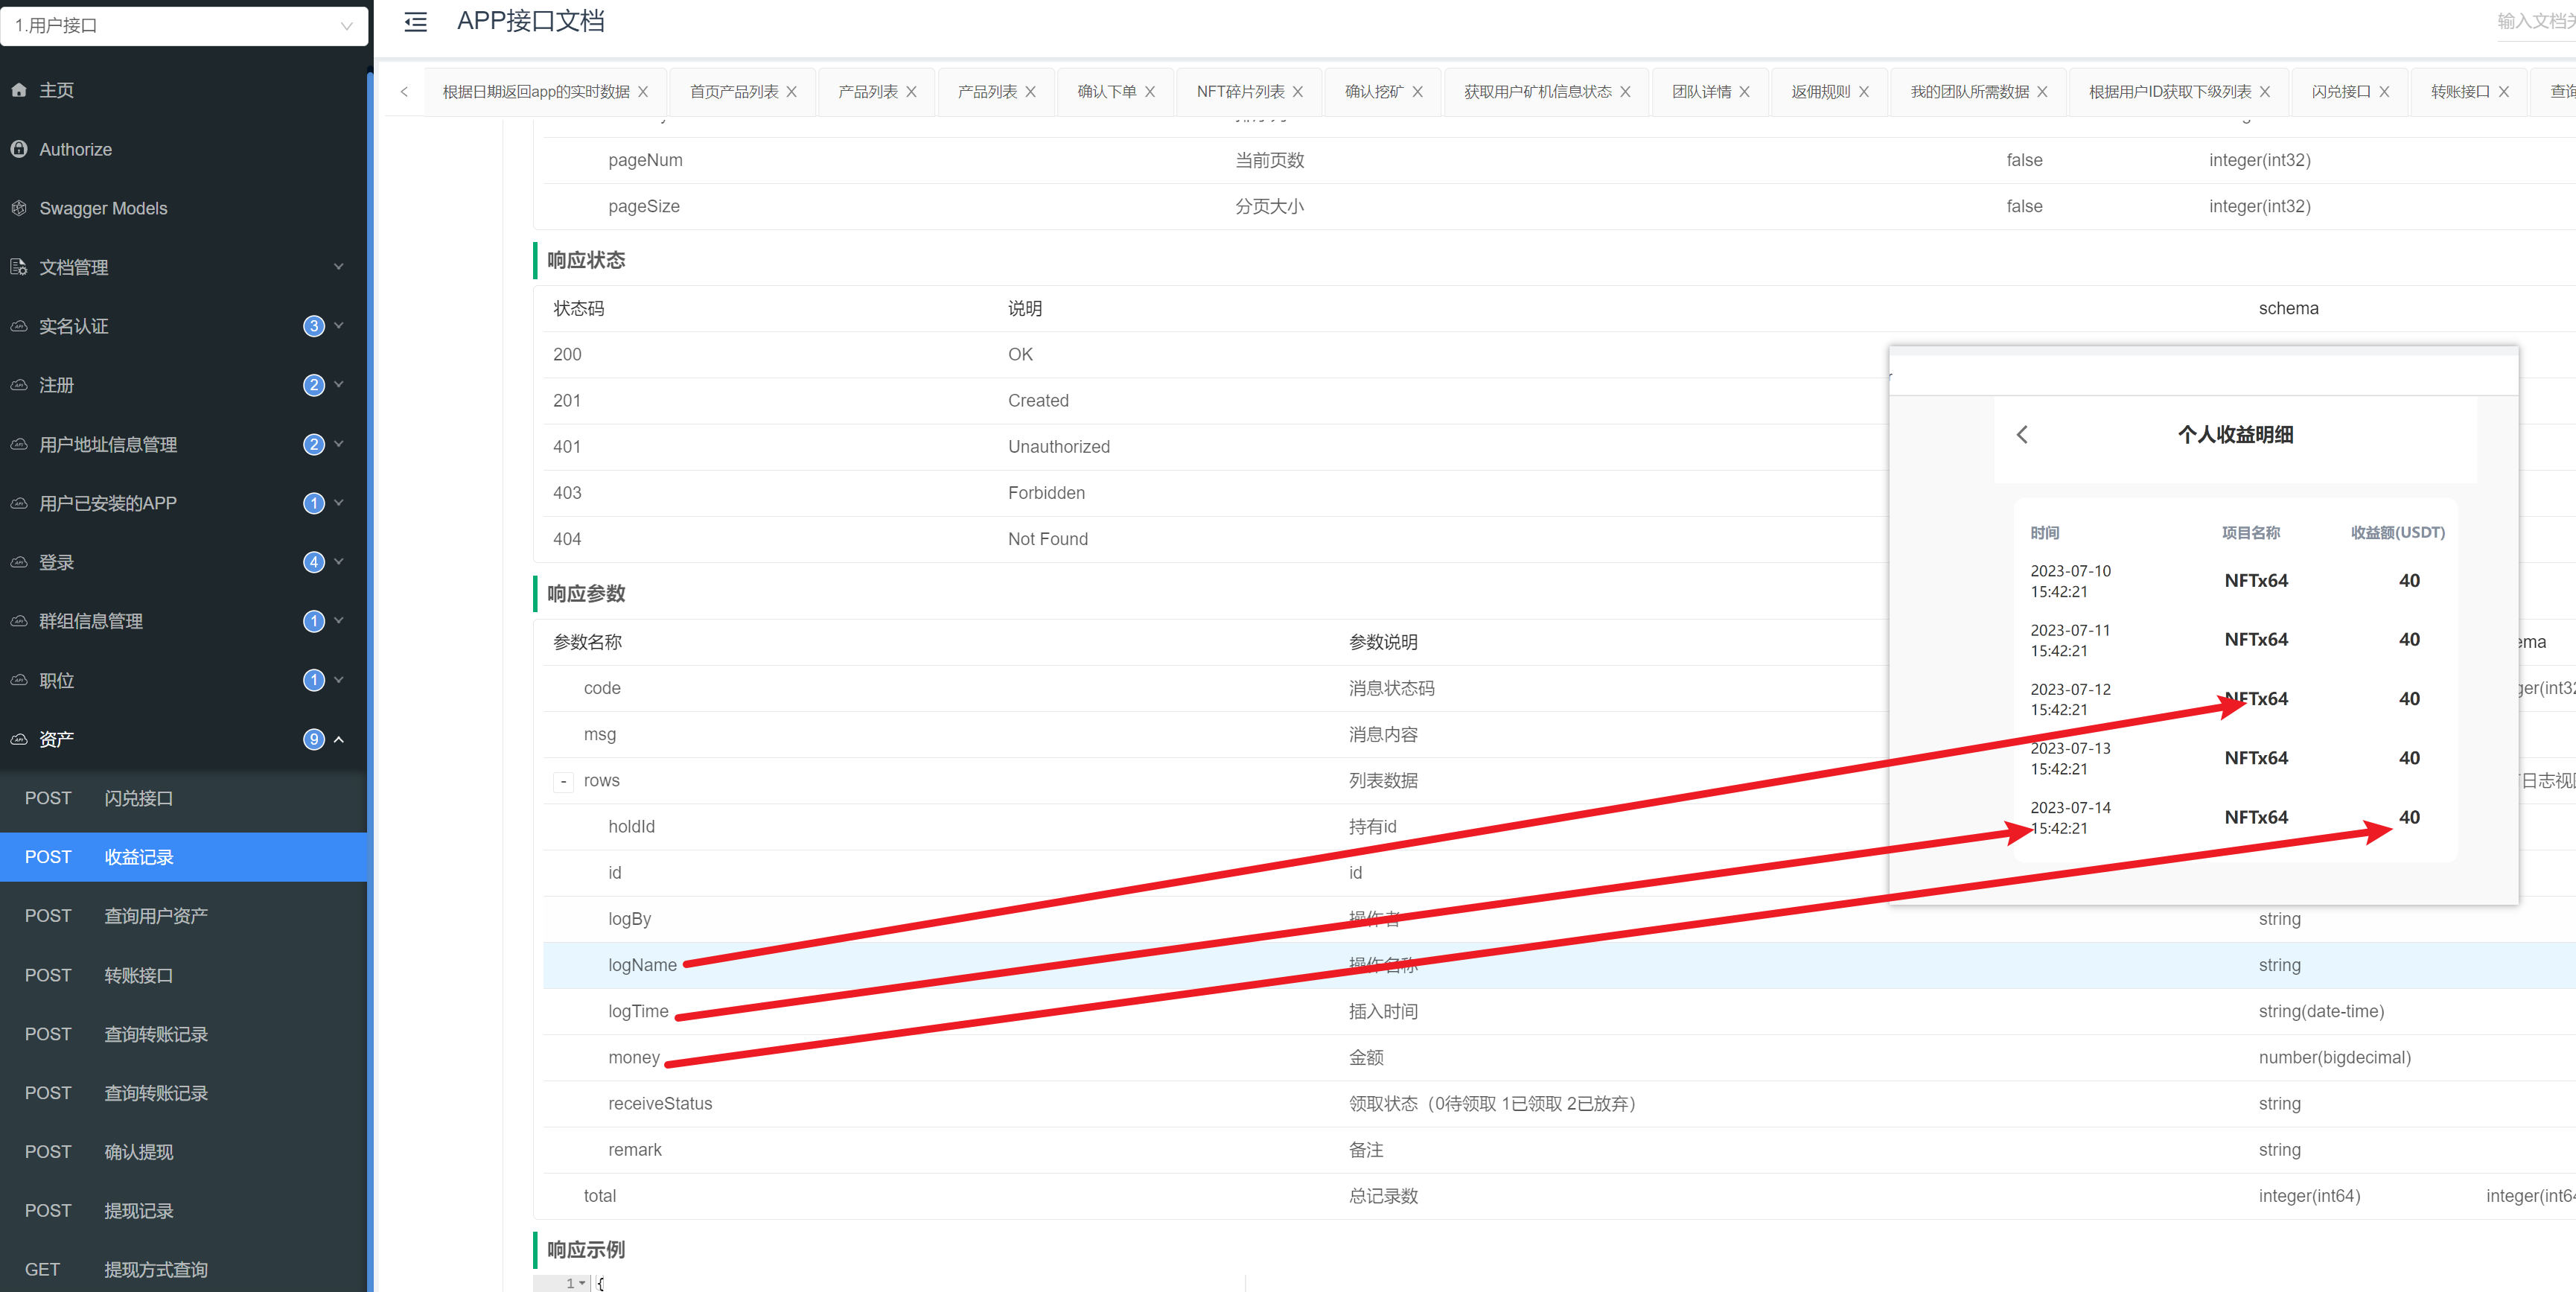 1.用户接口
主页
Authorize
Swagger Models
文档管理
实名认证 3
注册 2
用户地址信息管理 2
用户已安装的APP 1
登录 4
群组信息管理 1
职位 1
资产 9
POST 闪兑接口
POST 收益记录
POST 查询用户资产
POST 转账接口
POST 查询转账记录
POST 查询转账记录
POST 确认提现
POST 提现记录
GET 提现方式查询
APP接口文档
输入文档
根据日期返回app的实时数据 首页产品列表 产品列表 产品列表 确认下单 NFT碎片列表 确认挖矿 获取用户矿机信息状态 团队详情 返佣规则 我的团队所需数据 根据用户ID获取下级列表 闪兑接口 转账接口 查询
pageNum 当前页数 false integer(int32)
pageSize 分页大小 false integer(int32)
响应状态
状态码 说明 schema
200 OK
201 Created
401 Unauthorized
403 Forbidden
404 Not Found
响应参数
参数名称 参数说明
code 消息状态码
msg 消息内容
- rows 列表数据
holdId 持有id
id id
logBy 操作者 string
logName 操作名称 string
logTime 插入时间 string(date-time)
money 金额 number(bigdecimal)
receiveStatus 领取状态（0待领取 1已领取 2已放弃） string
remark 备注 string
total 总记录数 integer(int64) integer(int64
响应示例
1 {
个人收益明细
时间 项目名称 收益额(USDT)
2023-07-10
15:42:21
NFTx64 40
2023-07-11
15:42:21
NFTx64 40
2023-07-12
15:42:21
NFTx64 40
2023-07-13
15:42:21
NFTx64 40
2023-07-14
15:42:21
NFTx64 40
ema
ger(int32
日志视